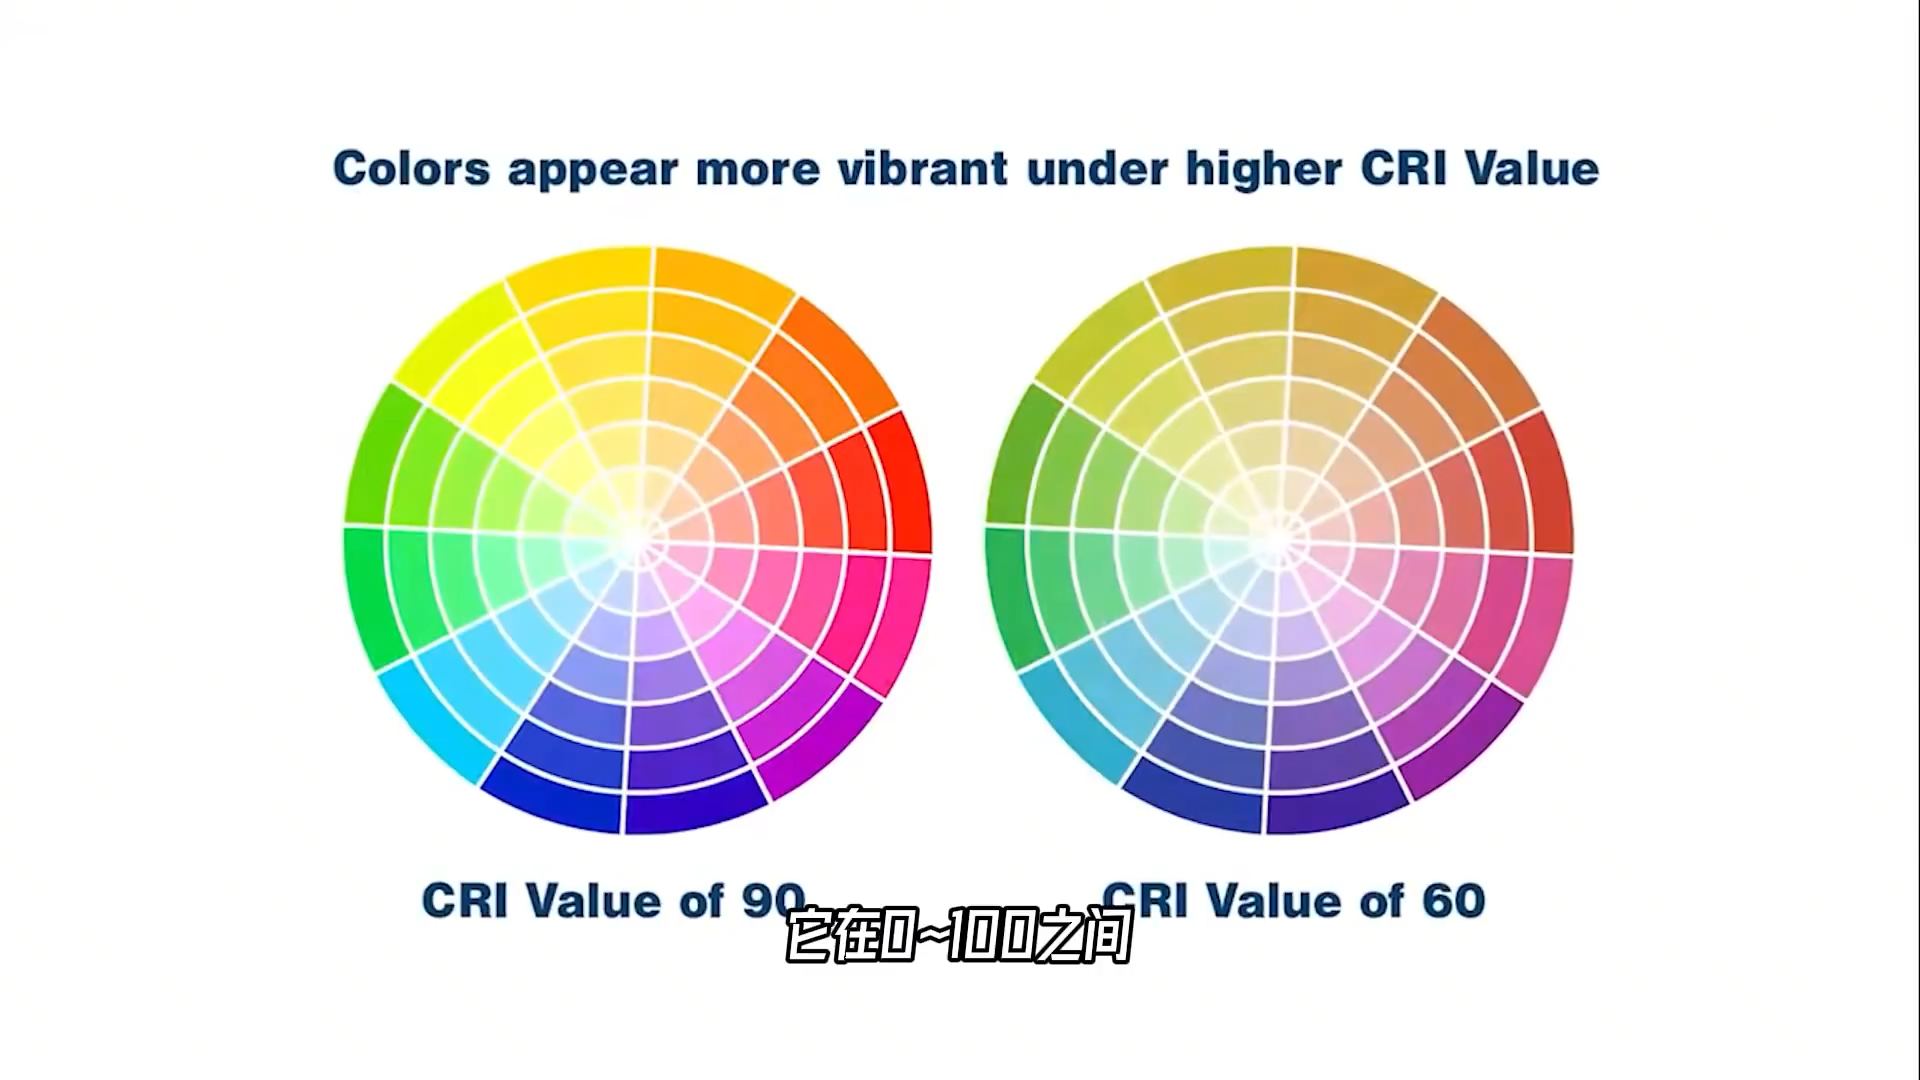 Colors appear more vibrant under higher CRI Value
CRI Value of 90
CRI Value of 60
它在0~100之间